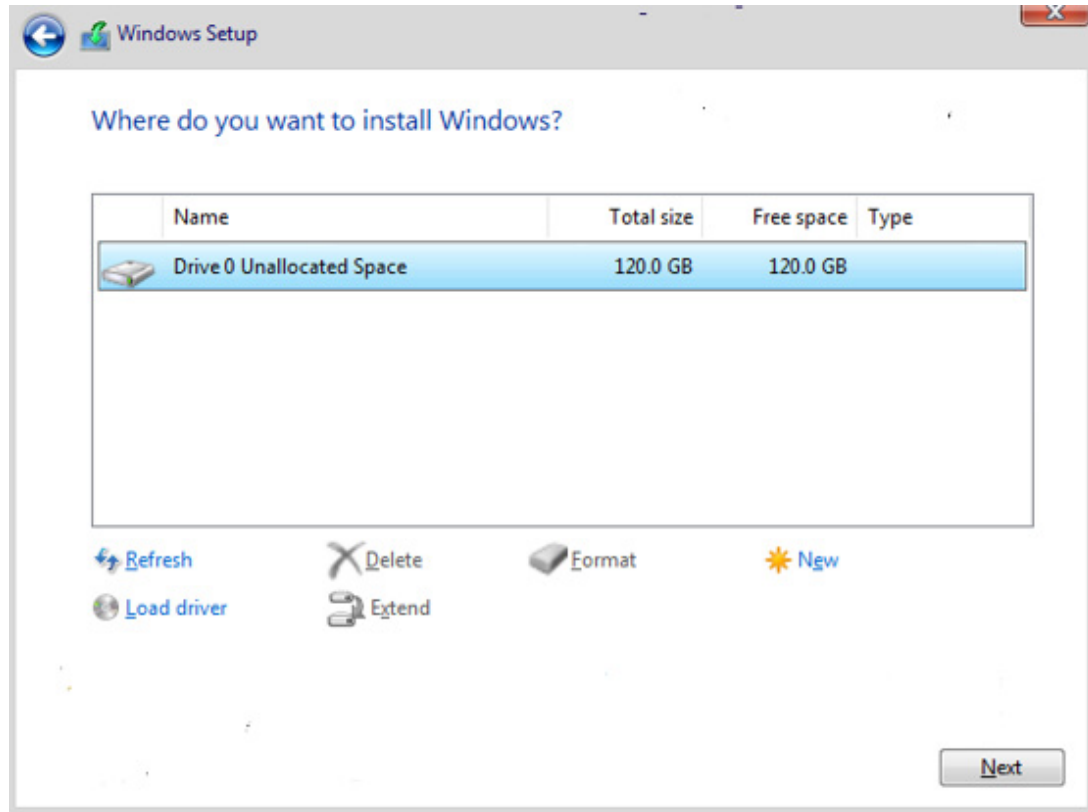 Windows Setup
Where do you want to install Windows?
Name Total size Free space Type
Drive 0 Unallocated Space 120.0 GB 120.0 GB
Refresh Delete Format New
Load driver Extend
Next